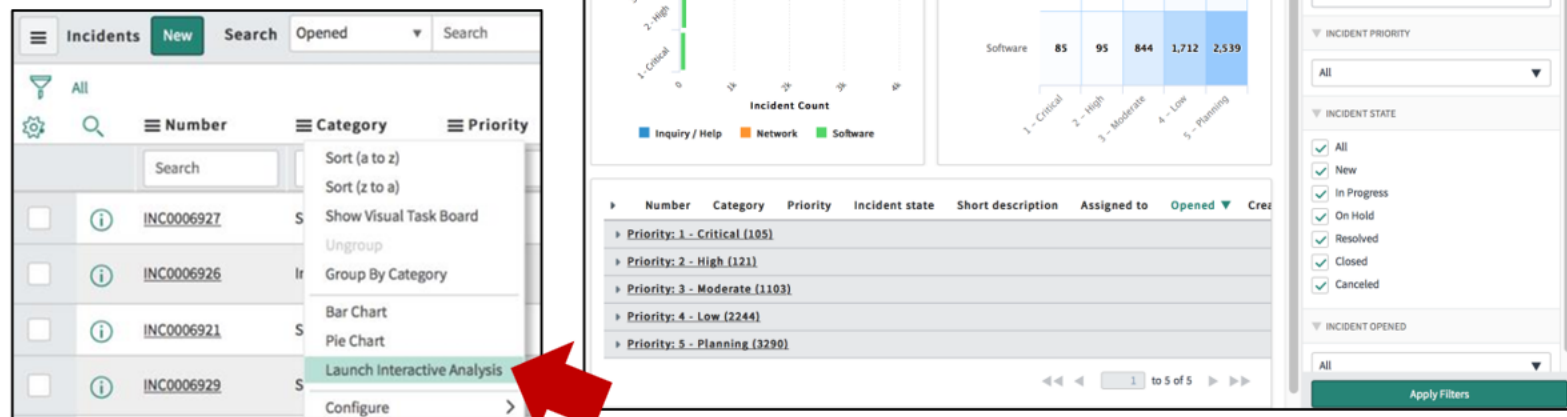 Incidents New Search Opened Search
All
Number Category Priority
Search
Sort (a to z)
Sort (z to a)
INC0006927 S Show Visual Task Board
Ungroup
INC0006926 Group By Category
Bar Chart
INC0006921 S Pie Chart
Launch Interactive Analysis
INC0006929 S
Configure
2 - High
1 - Critical
0 1k 2k 3k 4k
Incident Count
Inquiry / Help Network Software
Software 85 95 844 1,712 2,539
1 - Critical 2 - High 3 - Moderate 4 - Low 5 - Planning
Number Category Priority Incident state Short description Assigned to Opened Crea
Priority: 1 - Critical (105)
Priority: 2 - High (121)
Priority: 3 - Moderate (1103)
Priority: 4 - Low (2244)
Priority: 5 - Planning (3290)
1 to 5 of 5
INCIDENT PRIORITY
All
INCIDENT STATE
All
New
In Progress
On Hold
Resolved
Closed
Canceled
INCIDENT OPENED
All
Apply Filters